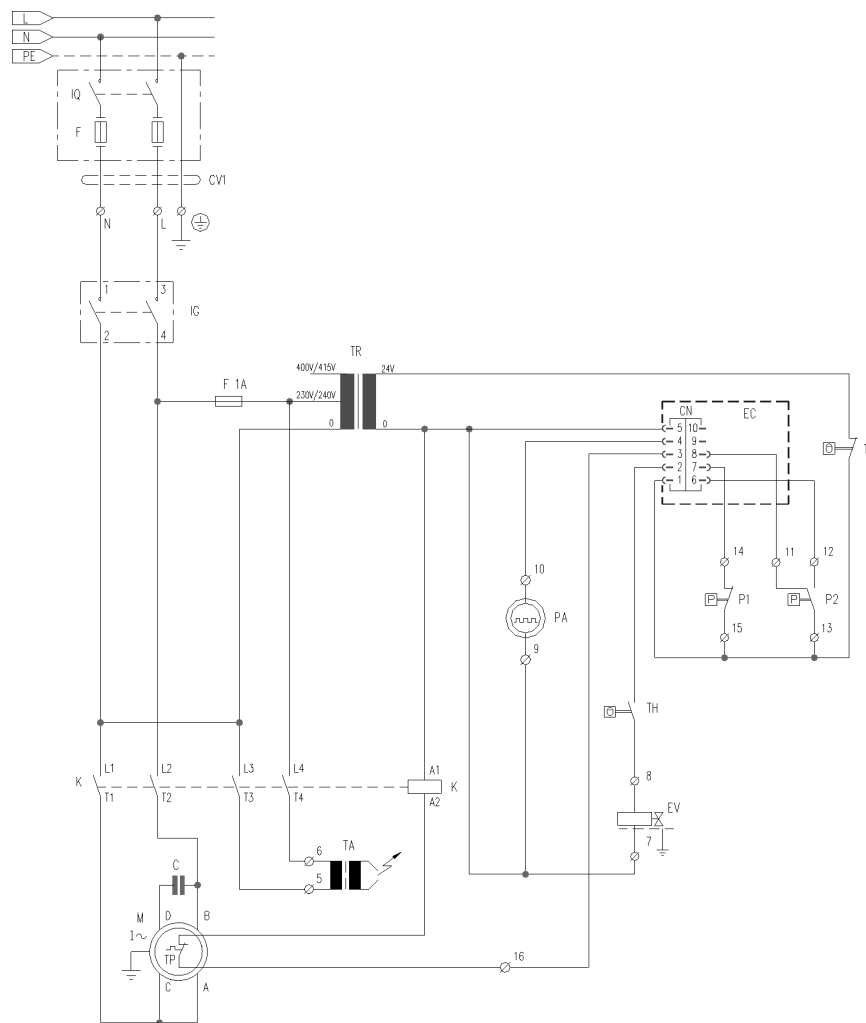 L
N
PE
IQ
F
CV1
N
L
1
3
IG
2
4
TR
400V/415V
24V
F 1A
230V/240V
0
0
CN
EC
5 10
4 9
3 8
2 7
1 6
Θ
T
14
11
12
10
P
P1
P
P2
PA
15
13
9
Θ
TH
8
L1
L2
L3
L4
A1
K
K
T1
T2
T3
T4
A2
EV
7
6
TA
5
C
M
D
B
1~
TP
16
C
A